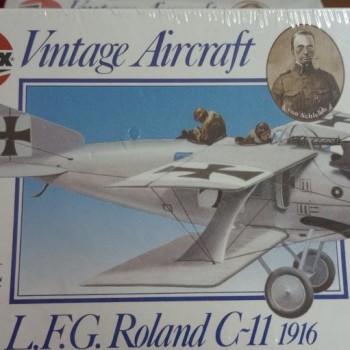 Vintage Aircraft
L.F.G. Roland C-11 1916